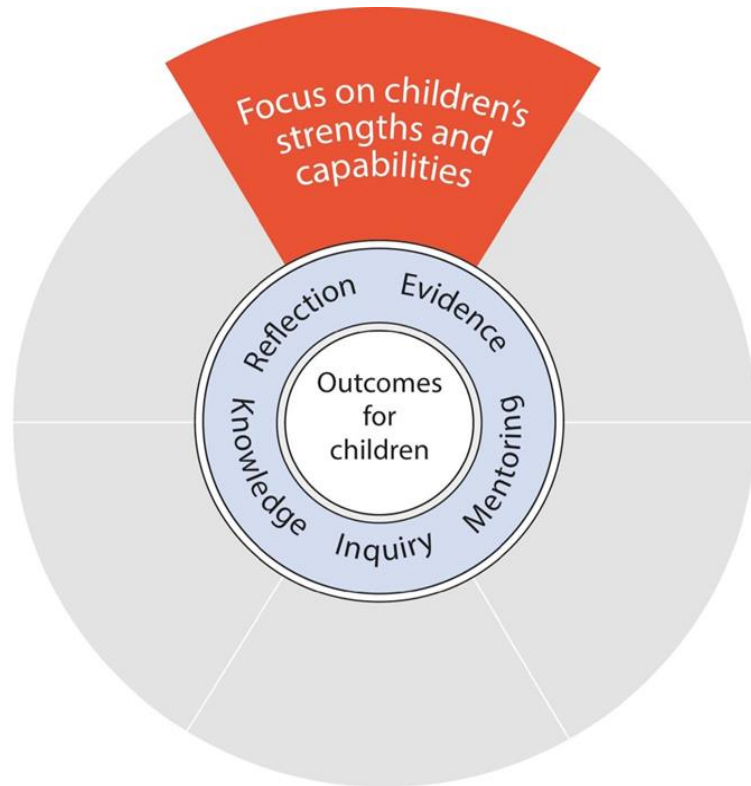 Focus on children's
strengths and
capabilities
Reflection
Evidence
Mentoring
Inquiry
Knowledge
Outcomes
for
children